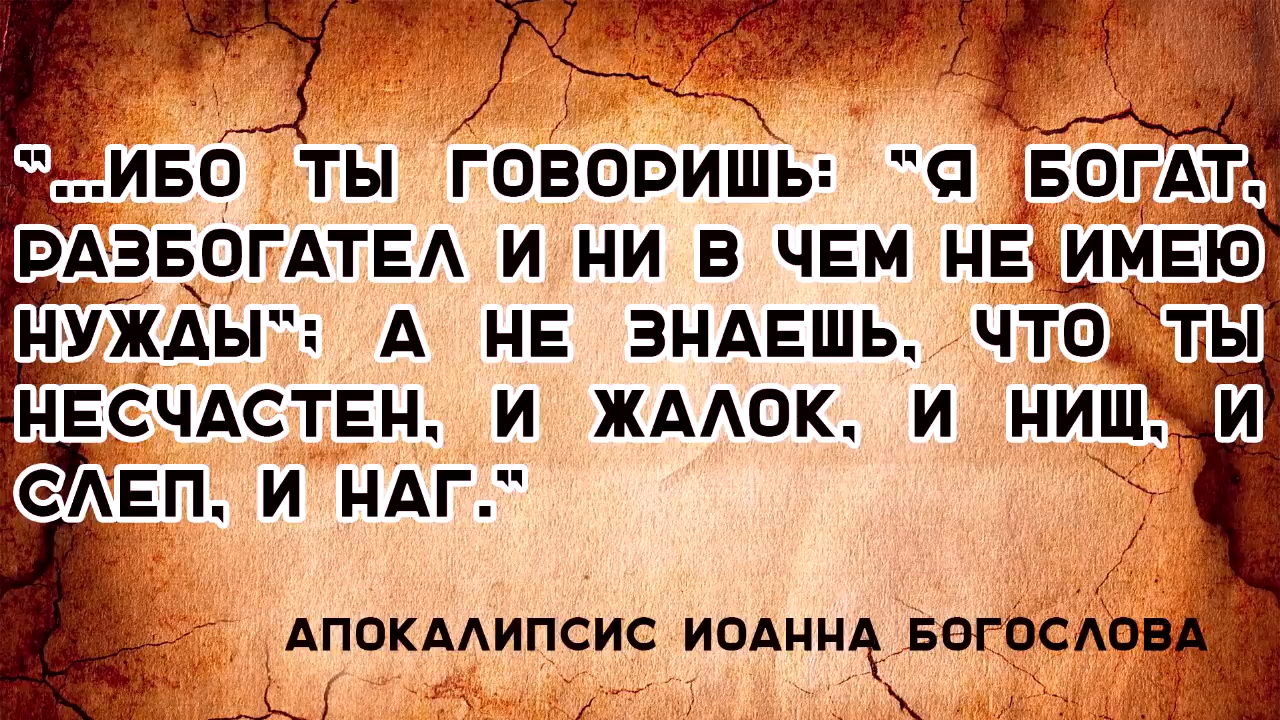 "...ИБО ТЫ ГОВОРИШЬ: "Я БОГАТ,
РАЗБОГАТЕЛ И НИ В ЧЕМ НЕ ИМЕЮ
НУЖДЫ"; А НЕ ЗНАЕШЬ, ЧТО ТЫ
НЕСЧАСТЕН, И ЖАЛОК, И НИЩ, И
СЛЕП, И НАГ."
АПОКАЛИПСИС ИОАННА БОГОСЛОВА